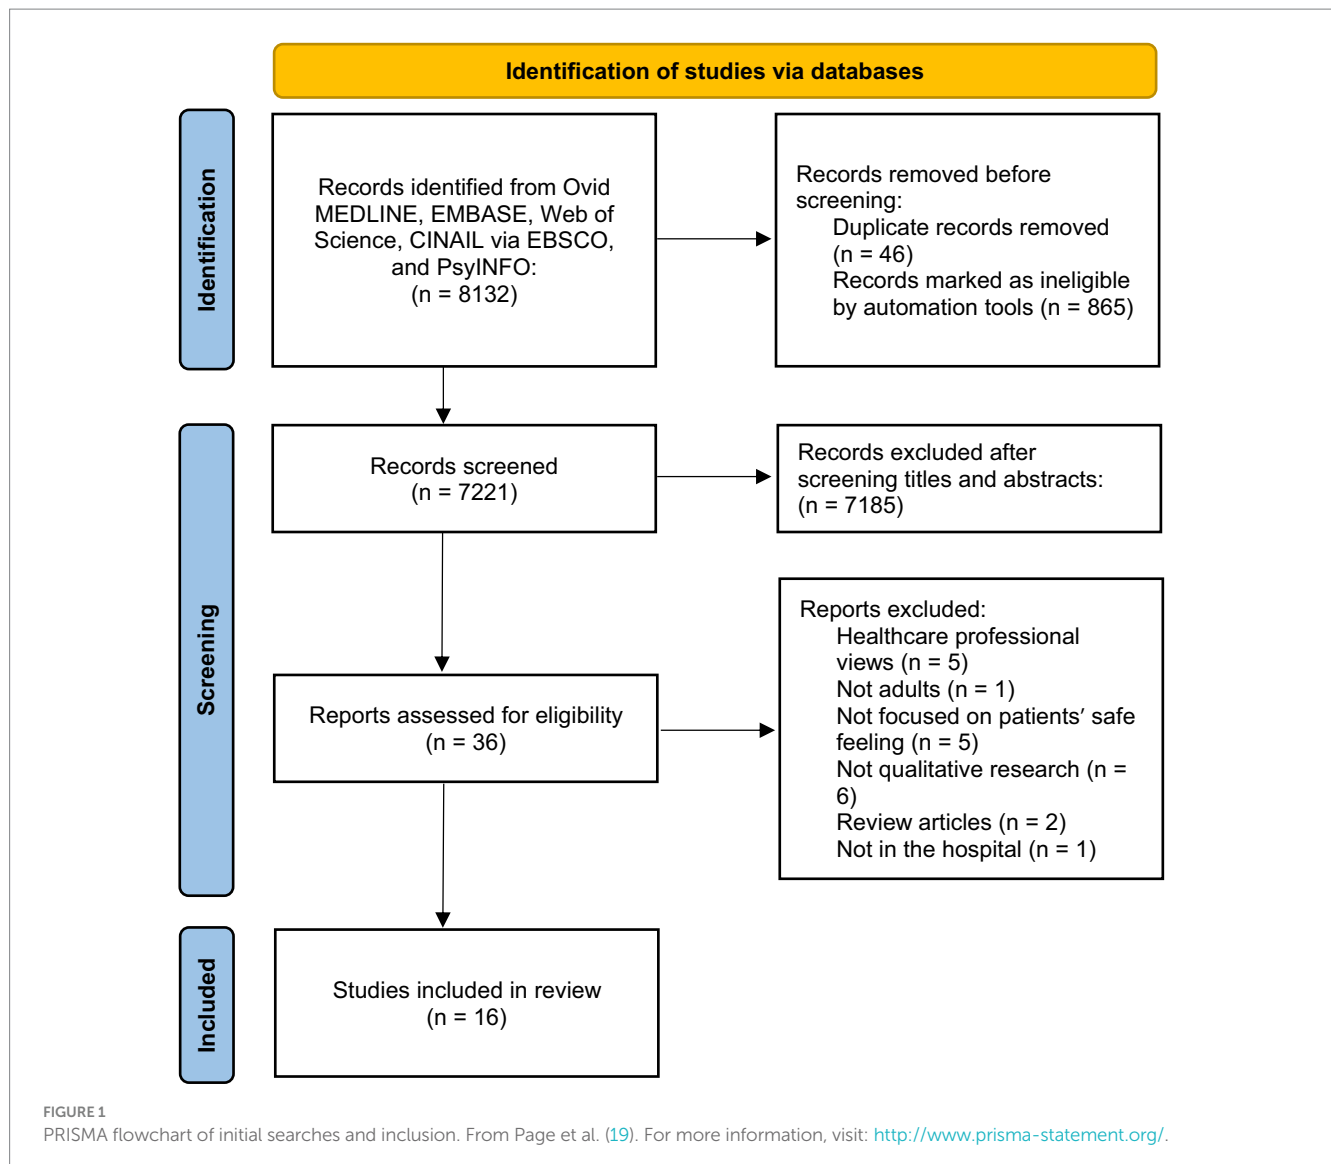 Identification of studies via databases
Identification
Records identified from Ovid
MEDLINE, EMBASE, Web of
Science, CINAIL via EBSCO,
and PsyINFO:
(n = 8132)
Records removed before
screening:
Duplicate records removed
(n = 46)
Records marked as ineligible
by automation tools (n = 865)
Screening
Records screened
(n = 7221)
Records excluded after
screening titles and abstracts:
(n = 7185)
Reports assessed for eligibility
(n = 36)
Reports excluded:
Healthcare professional
views (n = 5)
Not adults (n = 1)
Not focused on patients’ safe
feeling (n = 5)
Not qualitative research (n =
6)
Review articles (n = 2)
Not in the hospital (n = 1)
Included
Studies included in review
(n = 16)
FIGURE 1
PRISMA flowchart of initial searches and inclusion. From Page et al. (19). For more information, visit: http://www.prisma-statement.org/.